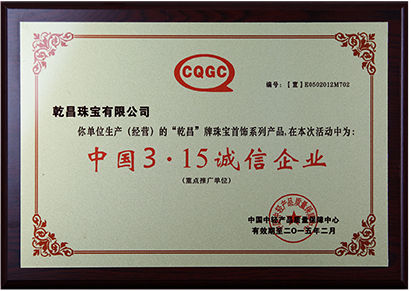 CQGC
编号:【置】E0502012M702
乾昌珠宝有限公司
你单位生产(经营)的“乾昌”牌珠宝首饰系列产品,在本次活动中为:
中国3·15诚信企业
(重点推广单位)
中国中轻产品质量保障中心
有效期至二〇一五年二月